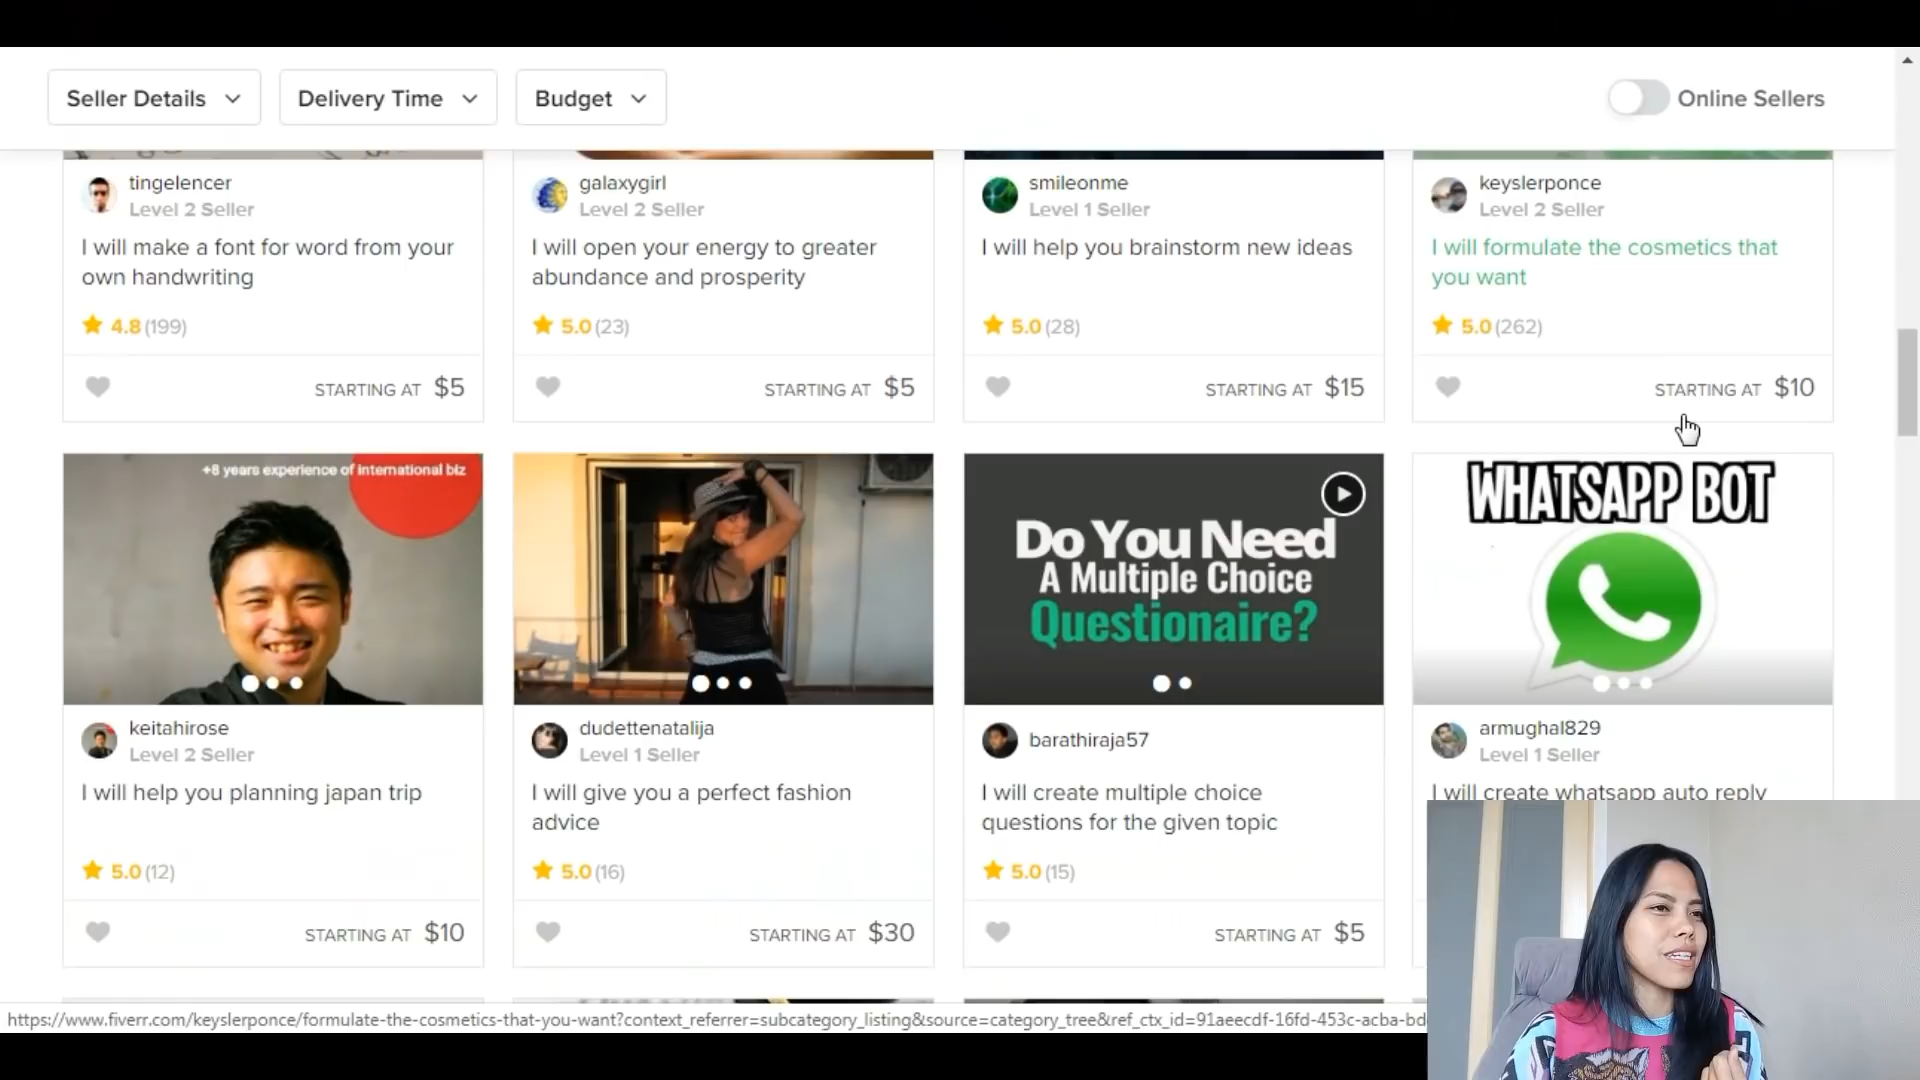 Seller Details
Delivery Time
Budget
Online Sellers
tingelencer
Level 2 Seller
I will make a font for word from your
own handwriting
4.8 (199)
STARTING AT $5
galaxygirl
Level 2 Seller
I will open your energy to greater
abundance and prosperity
5.0 (23)
STARTING AT $5
smileonme
Level 1 Seller
I will help you brainstorm new ideas
5.0 (28)
STARTING AT $15
keyslerponce
Level 2 Seller
I will formulate the cosmetics that
you want
5.0 (262)
STARTING AT $10
+8 years experience of International biz
keitahirose
Level 2 Seller
I will help you planning japan trip
5.0 (12)
STARTING AT $10
dudettenatalija
Level 1 Seller
I will give you a perfect fashion
advice
5.0 (16)
STARTING AT $30
Do You Need
A Multiple Choice
Questionaire?
barathiraja57
I will create multiple choice
questions for the given topic
5.0 (15)
STARTING AT $5
WHATSAPP BOT
armughal829
Level 1 Seller
I will create whatsapp auto reply
https://www.fiverr.com/keyslerponce/formulate-the-cosmetics-that-you-want?context_referrer=subcategory_listing&source=category_tree&ref_ctx_id=91aeecdf-16fd-453c-acba-bd